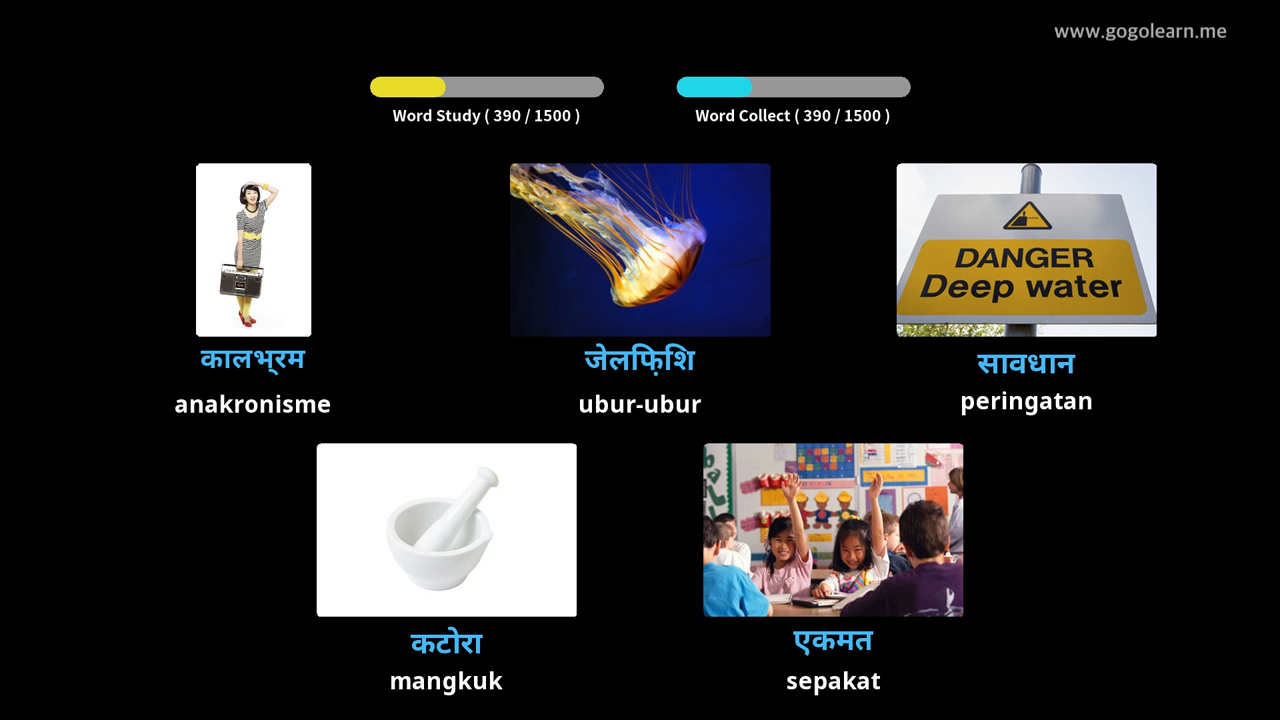 www.gogolearn.me
Word Study ( 390 / 1500 )
Word Collect ( 390 / 1500 )
DANGER
Deep water
कालभ्रम
जेलफ़िशि
सावधान
anakronisme
ubur-ubur
peringatan
कटोरा
एकमत
mangkuk
sepakat